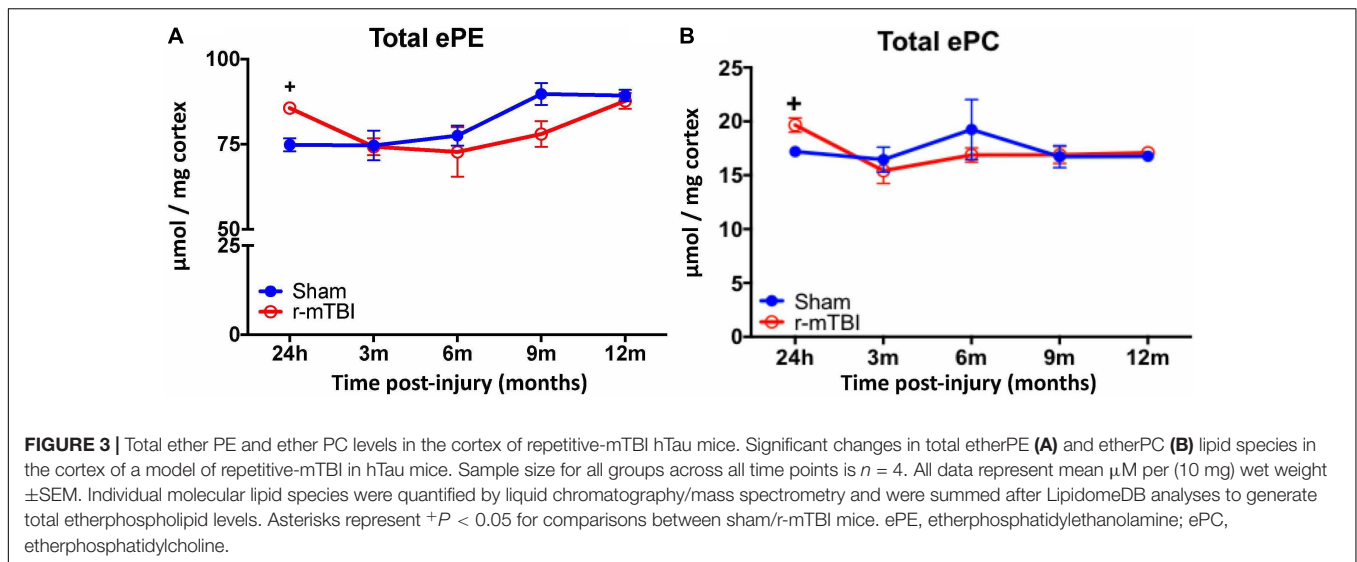 A
Total ePE
100
75
50
25
0
μmol / mg cortex
+
Sham
r-mTBI
24h 3m 6m 9m 12m
Time post-injury (months)
B
Total ePC
25
20
15
10
5
0
μmol / mg cortex
+
Sham
r-mTBI
24h 3m 6m 9m 12m
Time post-injury (months)
FIGURE 3 | Total ether PE and ether PC levels in the cortex of repetitive-mTBI hTau mice. Significant changes in total etherPE (A) and etherPC (B) lipid species in
the cortex of a model of repetitive-mTBI in hTau mice. Sample size for all groups across all time points is n = 4. All data represent mean μM per (10 mg) wet weight
±SEM. Individual molecular lipid species were quantified by liquid chromatography/mass spectrometry and were summed after LipidomeDB analyses to generate
total etherphospholipid levels. Asterisks represent +P < 0.05 for comparisons between sham/r-mTBI mice. ePE, etherphosphatidylethanolamine; ePC,
etherphosphatidylcholine.